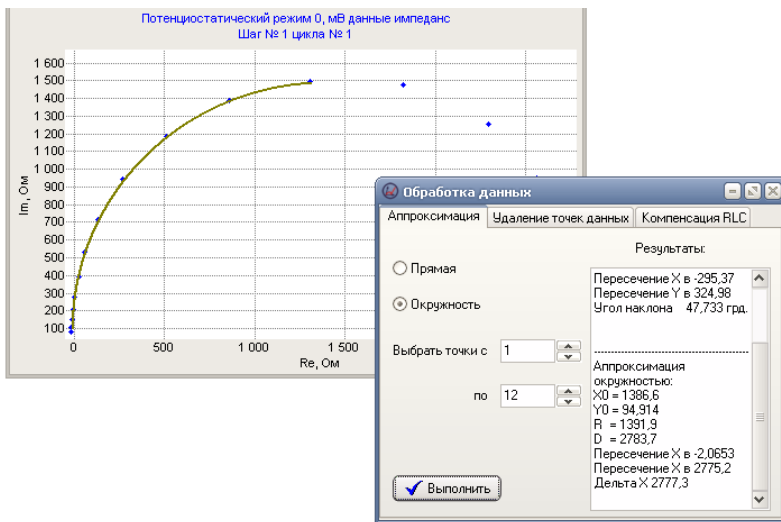 Потенциостатический режим 0, мВ данные импеданс
Шаг № 1 цикла № 1
1 600
1 500
1 400
1 300
1 200
1 100
1 000
900
800
700
600
500
400
300
200
100
Im, Ом
0
500
1 000
1 500
Re, Ом
Обработка данных
Аппроксимация
Удаление точек данных
Компенсация RLC
Прямая
Окружность
Выбрать точки с 1
по 12
Выполнить
Результаты:
Пересечение X в -295,37
Пересечение Y в 324,98
Угол наклона 47,733 грд.
Аппроксимация
окружностью:
X0 = 1386,6
Y0 = 94,914
R = 1391,9
D = 2783,7
Пересечение X в -2,0653
Пересечение X в 2775,2
Дельта X 2777,3